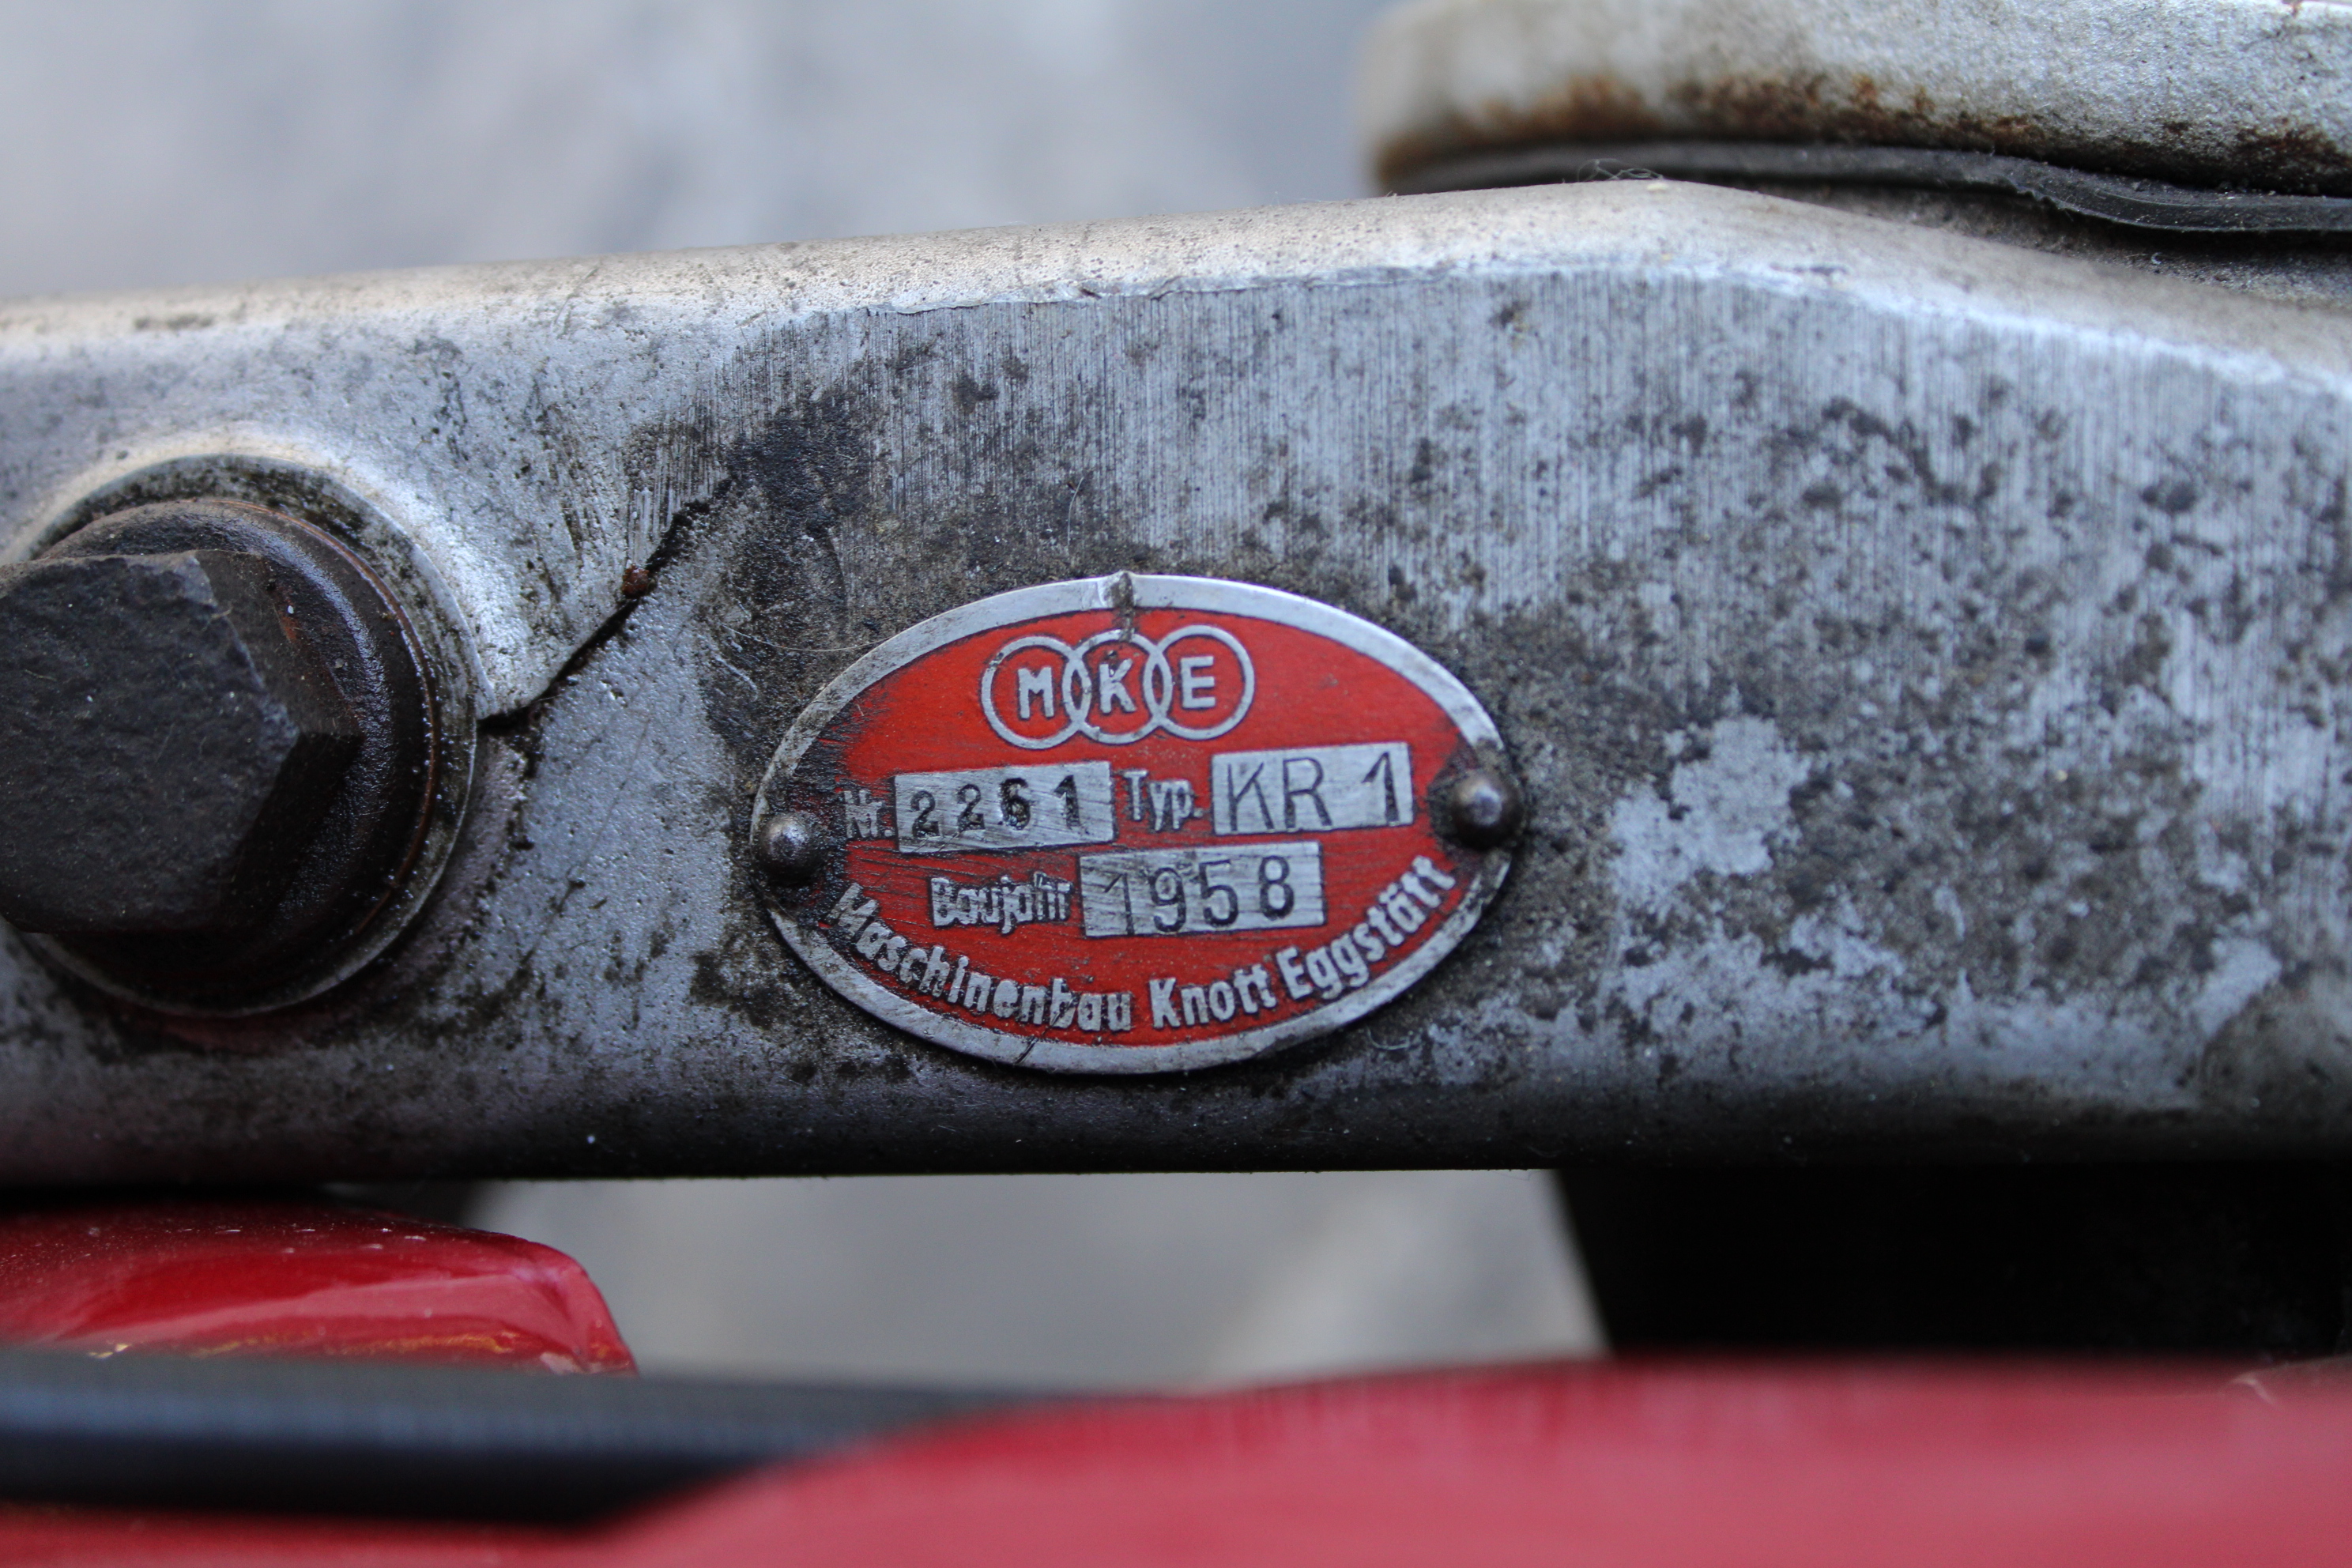 MKE
Nr. 2261 Typ. KR 1
Baujahr 1958
Maschinenbau Knott Eggstätt